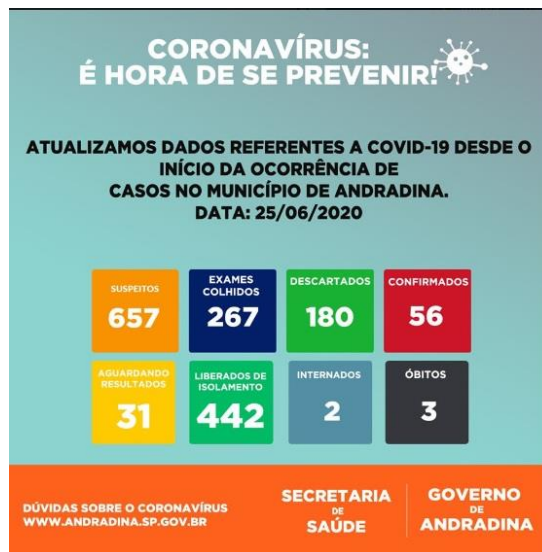 CORONAVÍRUS:
É HORA DE SE PREVENIR!
ATUALIZAMOS DADOS REFERENTES A COVID-19 DESDE O
INÍCIO DA OCORRÊNCIA DE
CASOS NO MUNICÍPIO DE ANDRADINA.
DATA: 25/06/2020
SUSPEITOS
657
EXAMES
COLHIDOS
267
DESCARTADOS
180
CONFIRMADOS
56
AGUARDANDO
RESULTADOS
31
LIBERADOS DE
ISOLAMENTO
442
INTERNADOS
2
ÓBITOS
3
DÚVIDAS SOBRE O CORONAVÍRUS
WWW.ANDRADINA.SP.GOV.BR
SECRETARIA
DE
SAÚDE
GOVERNO
DE
ANDRADINA